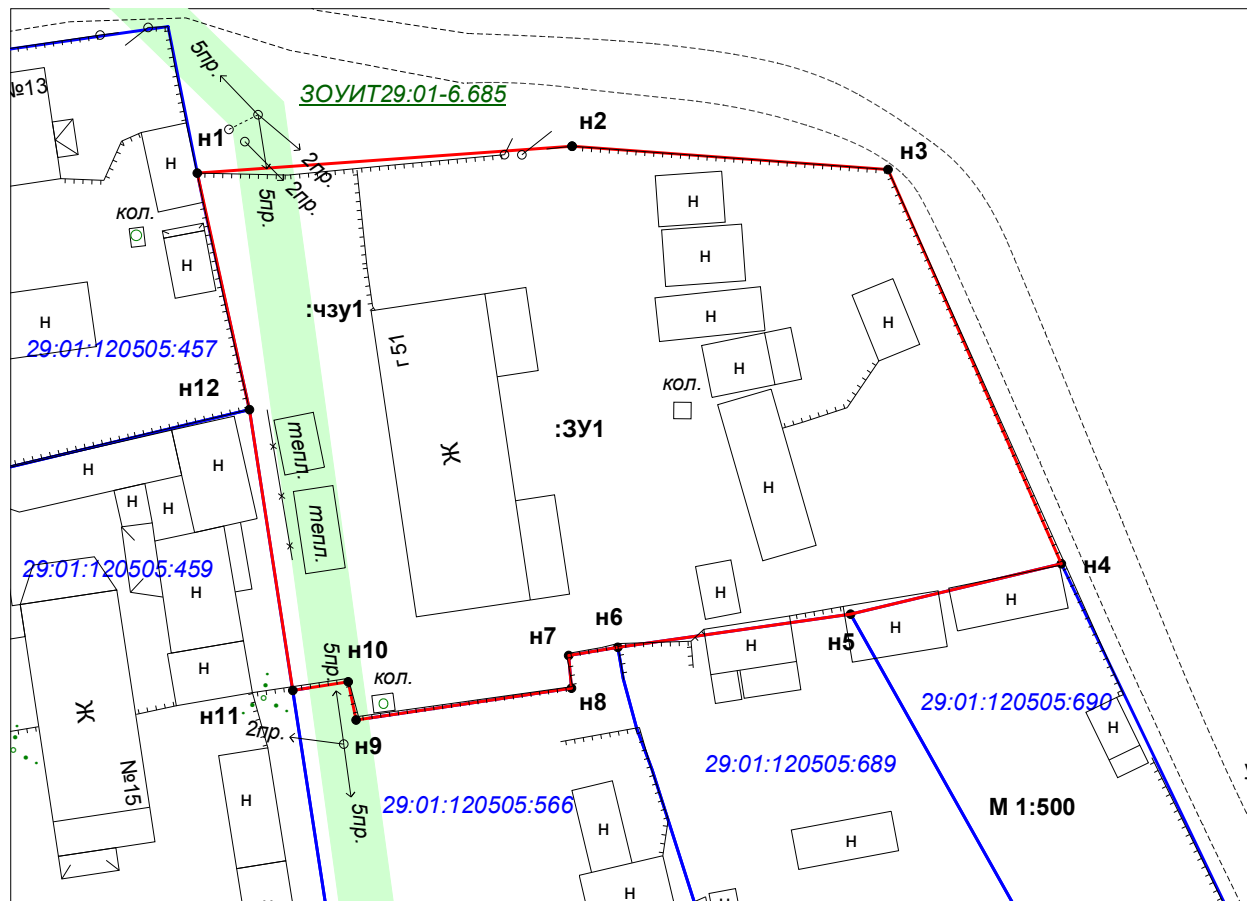 5пр.
№13
ЗОУИТ29:01-6.685
н1
н2
н3
Н
2пр.
2пр.
5пр.
кол.
Н
Н
Н
Н
:чзу1
Н
Н
Н
29:01:120505:457
г 51
Н
кол.
н12
:ЗУ1
тепл.
Ж
Н
Н
Н
Н
Н
тепл.
29:01:120505:459
н4
Н
Н
Н
н5
Н
н6
Н
н7
н10
5пр.
кол.
Н
н8
29:01:120505:690
н11
Ж
2пр.
н9
Н
29:01:120505:689
№15
Н
29:01:120505:566
М 1:500
5пр.
Н
Н
Н
Н